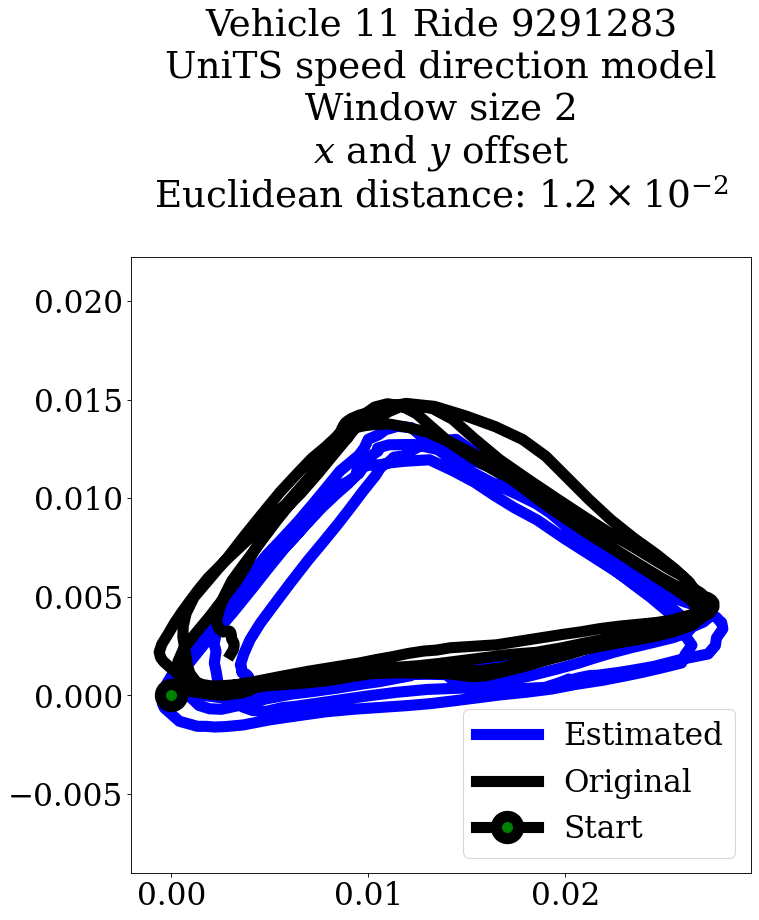 Vehicle 11 Ride 9291283
UniTS speed direction model
Window size 2
x and y offset
Euclidean distance: 1.2 × 10⁻²
0.020
0.015
0.010
0.005
0.000
−0.005
Estimated
Original
Start
0.00 0.01 0.02